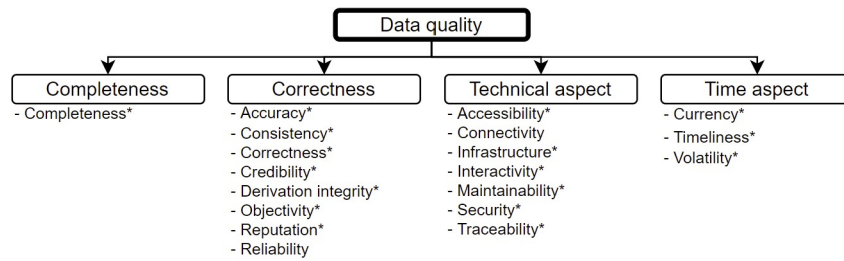 Data quality
Completeness
- Completeness*
Correctness
- Accuracy*
- Consistency*
- Correctness*
- Credibility*
- Derivation integrity*
- Objectivity*
- Reputation*
- Reliability
Technical aspect
- Accessibility*
- Connectivity
- Infrastructure*
- Interactivity*
- Maintainability*
- Security*
- Traceability*
Time aspect
- Currency*
- Timeliness*
- Volatility*